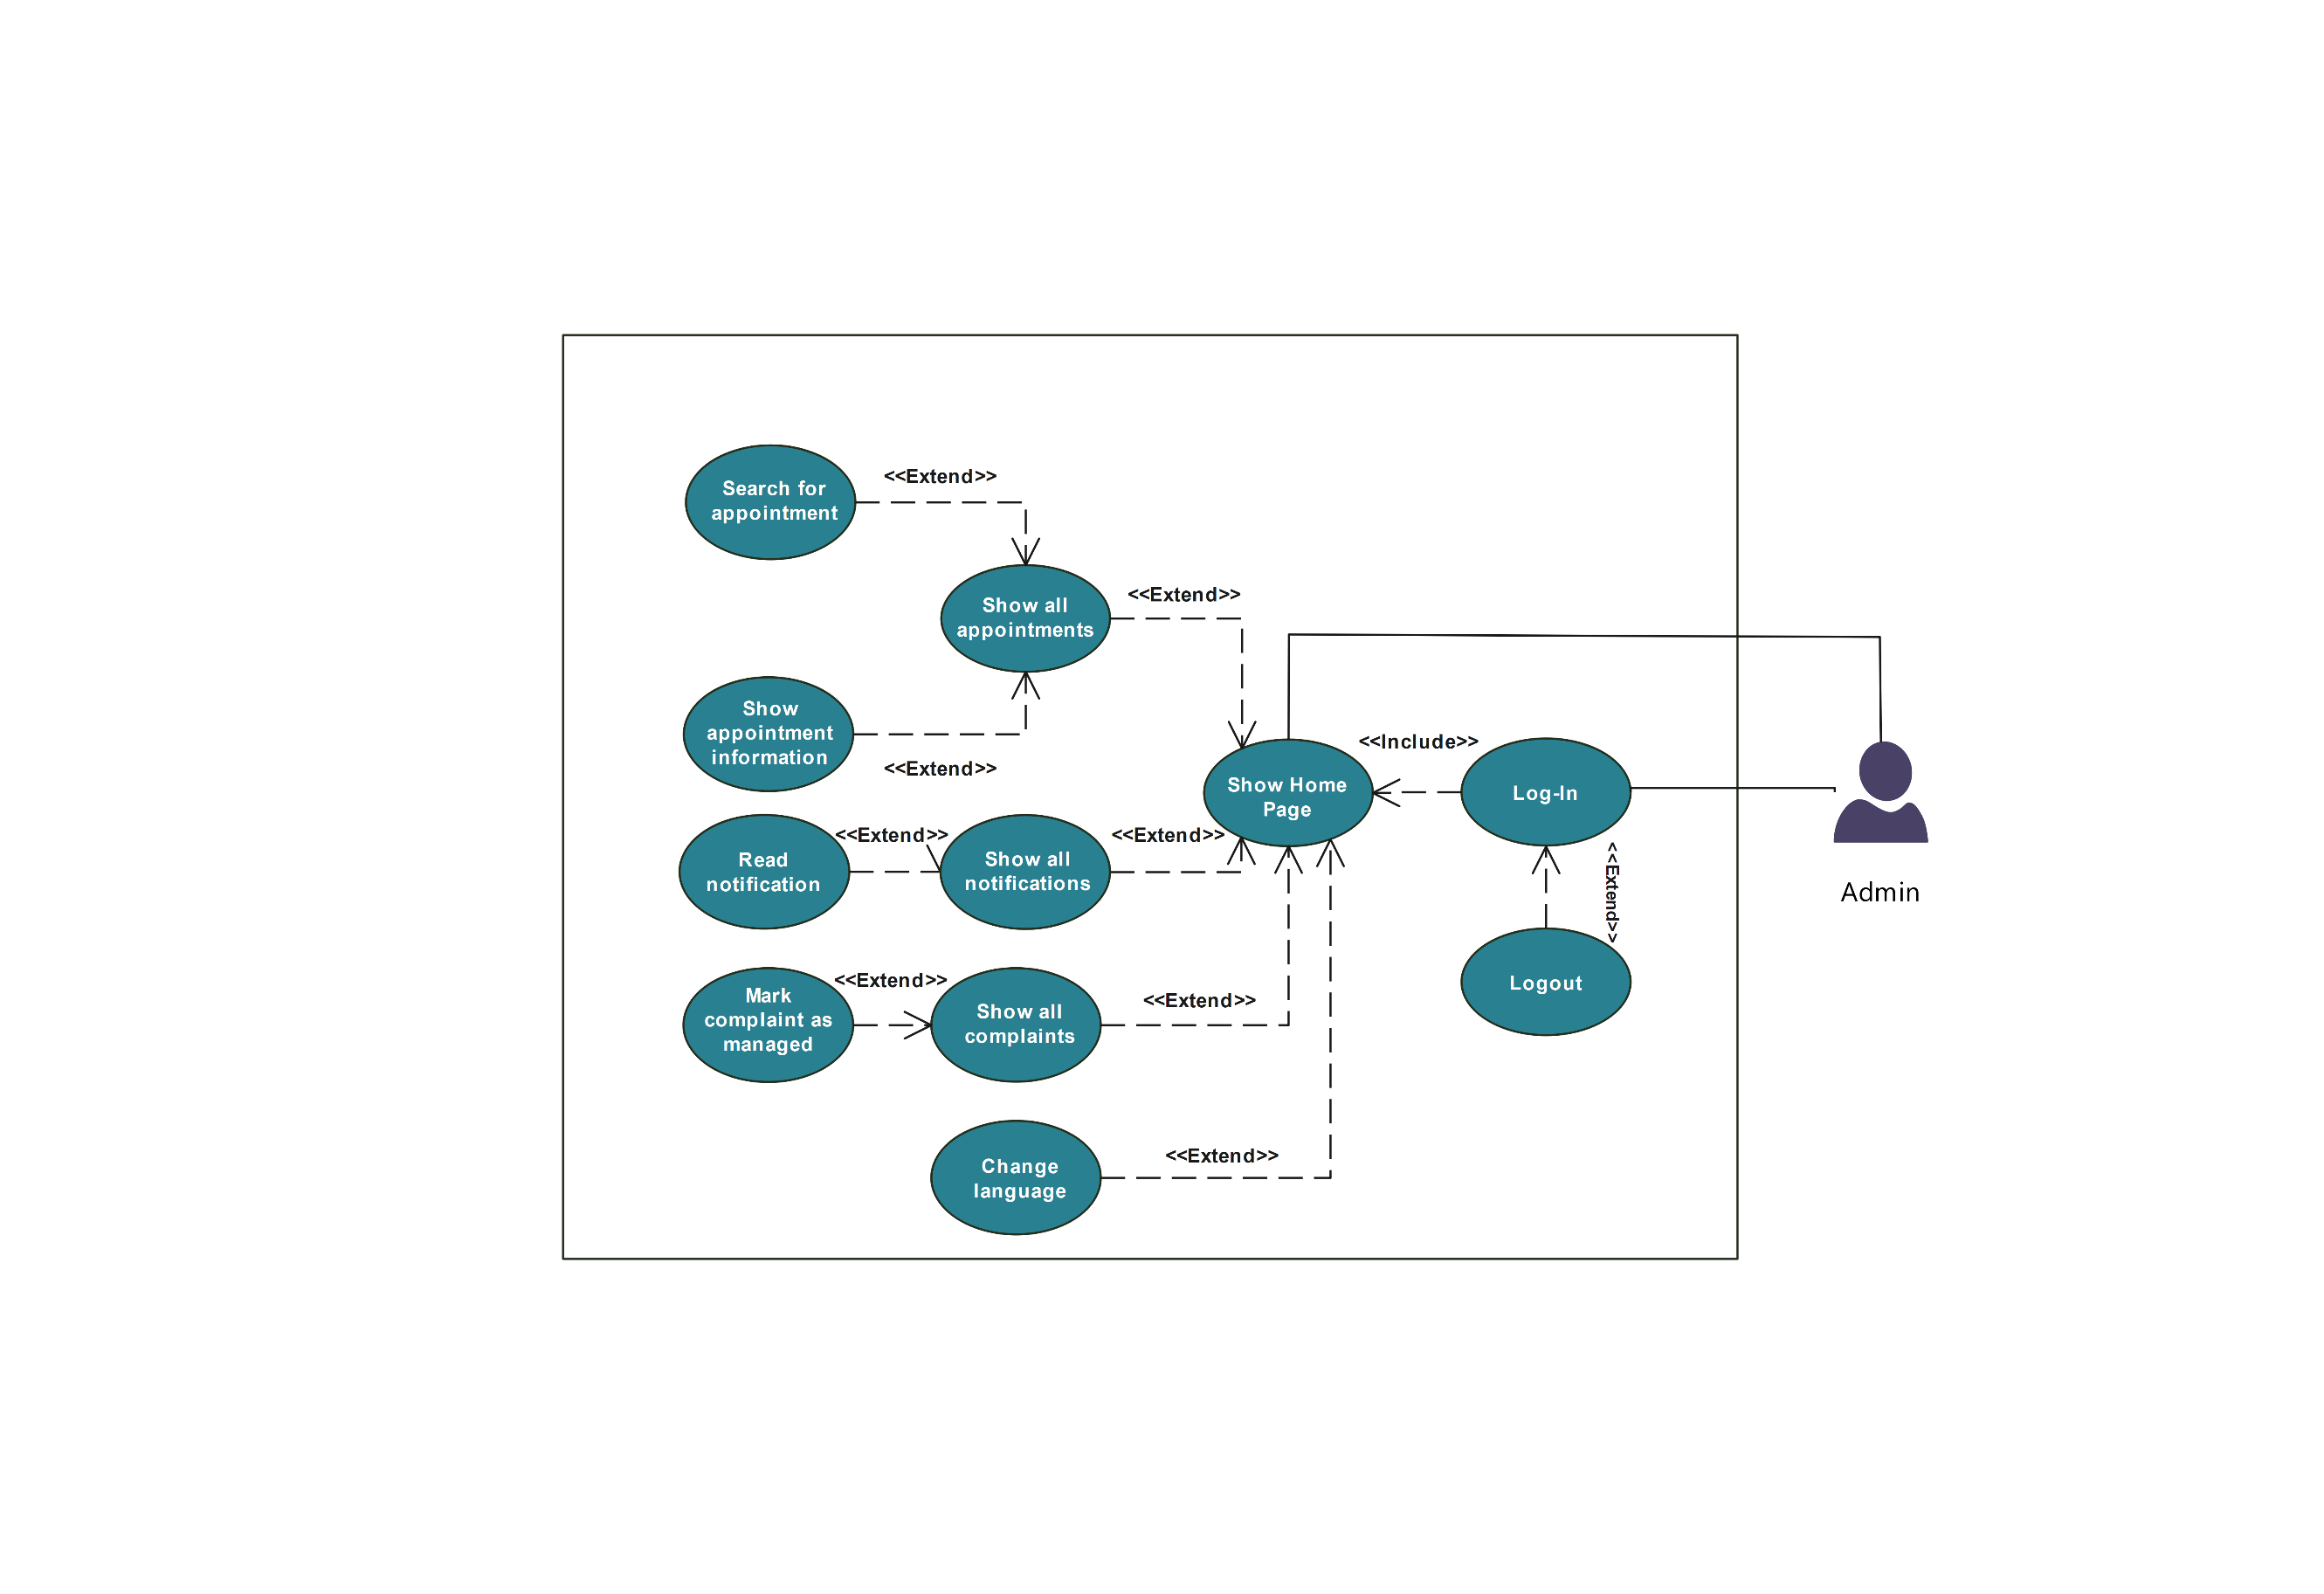 Search for
appointment
<<Extend>>
Show all
appointments
<<Extend>>
Show
appointment
information
<<Extend>>
Show Home
Page
<<Include>>
Log-In
Read
notification
<<Extend>>
Show all
notifications
<<Extend>>
<<Extend>>
Admin
Mark
complaint as
managed
<<Extend>>
Show all
complaints
<<Extend>>
Logout
Change
language
<<Extend>>